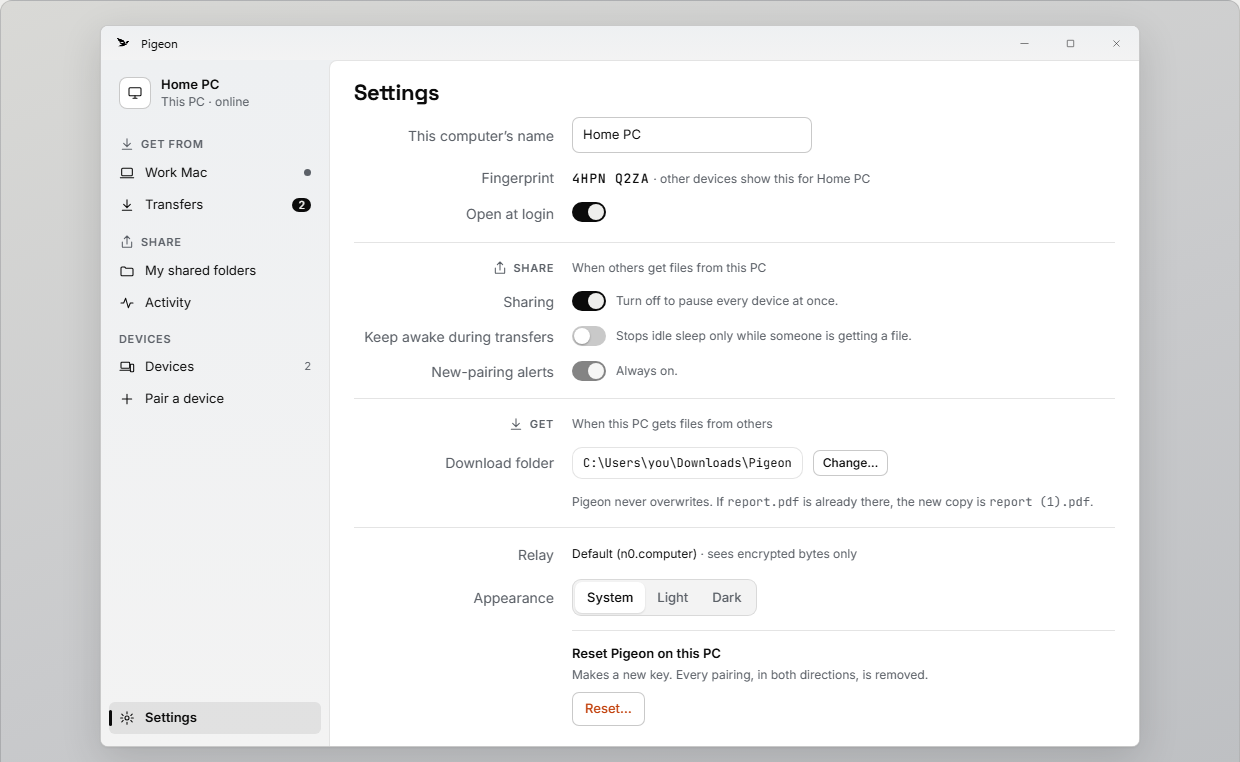 Pigeon
Home PC
This PC · online
GET FROM
Work Mac
Transfers 2
SHARE
My shared folders
Activity
DEVICES
Devices 2
Pair a device
Settings
Settings
This computer’s name Home PC
Fingerprint 4HPN Q2ZA · other devices show this for Home PC
Open at login
SHARE When others get files from this PC
Sharing Turn off to pause every device at once.
Keep awake during transfers Stops idle sleep only while someone is getting a file.
New-pairing alerts Always on.
GET When this PC gets files from others
Download folder C:\Users\you\Downloads\Pigeon Change…
Pigeon never overwrites. If report.pdf is already there, the new copy is report (1).pdf.
Relay Default (n0.computer) · sees encrypted bytes only
Appearance System Light Dark
Reset Pigeon on this PC
Makes a new key. Every pairing, in both directions, is removed.
Reset…